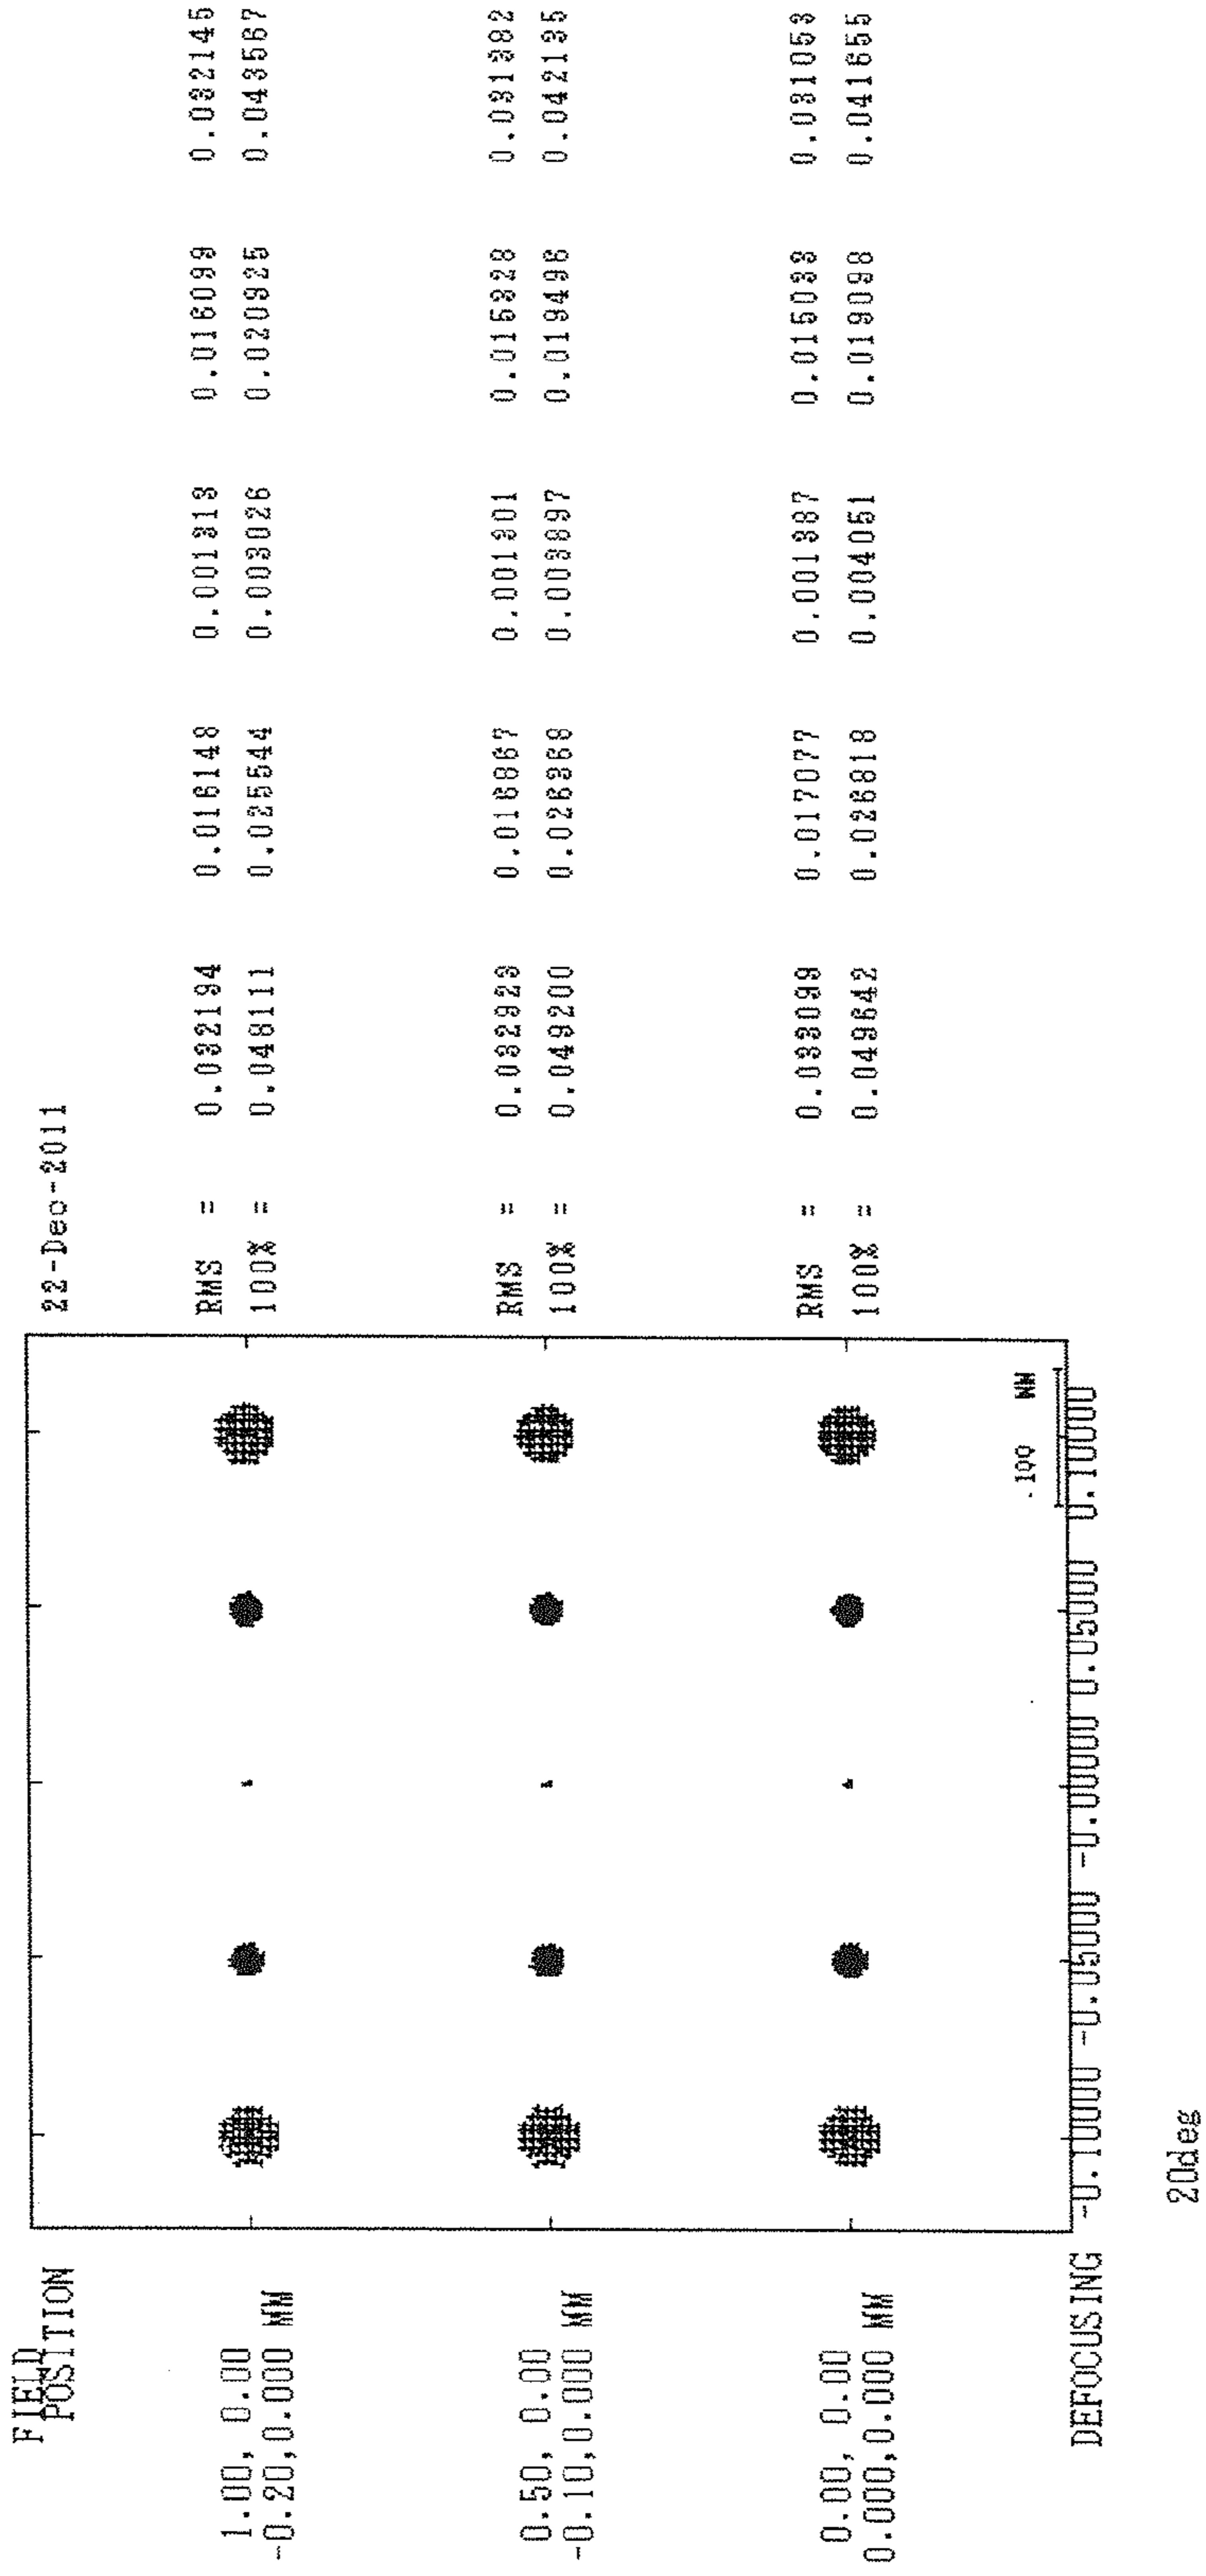 FIELD
POSITION
22-Dec-2011
1.00, 0.00
-0.20,0.000 MM
RMS = 0.032194 0.016148 0.001313 0.016099 0.032145
100% = 0.048111 0.025544 0.003026 0.020925 0.043567
0.50, 0.00
-0.10,0.000 MM
RMS = 0.032923 0.016867 0.001301 0.015328 0.031382
100% = 0.049200 0.026368 0.003897 0.019496 0.042135
0.00, 0.00
0.000,0.000 MM
RMS = 0.033099 0.017077 0.001387 0.015033 0.031053
100% = 0.049642 0.026818 0.004051 0.019098 0.041655
.100 MM
DEFOCUSING -0.10000 -0.05000 -0.00000 0.05000 0.10000
20deg